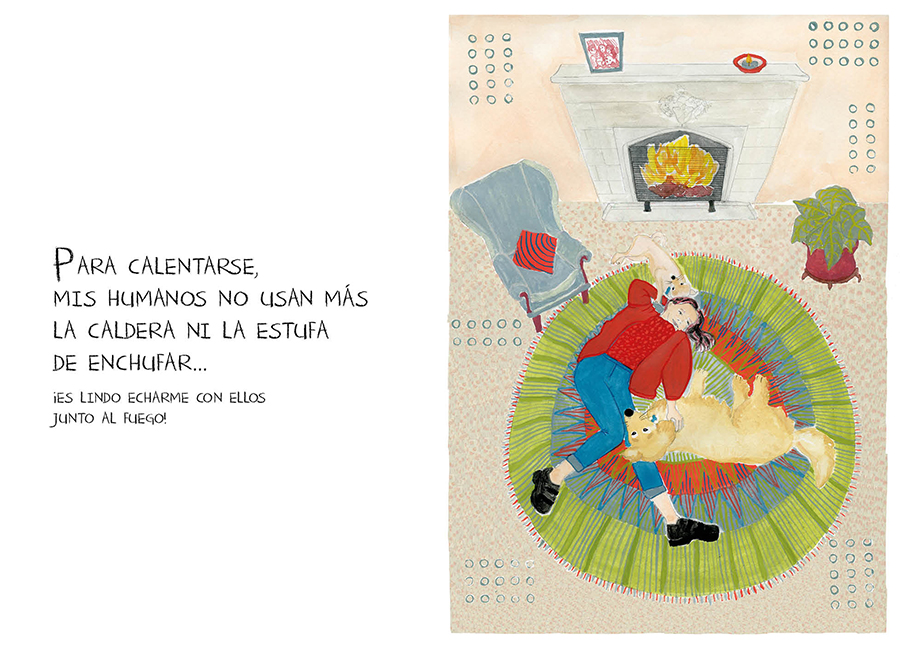 PARA CALENTARSE,
MIS HUMANOS NO USAN MÁS
LA CALDERA NI LA ESTUFA
DE ENCHUFAR...
¡ES LINDO ECHARME CON ELLOS
JUNTO AL FUEGO!